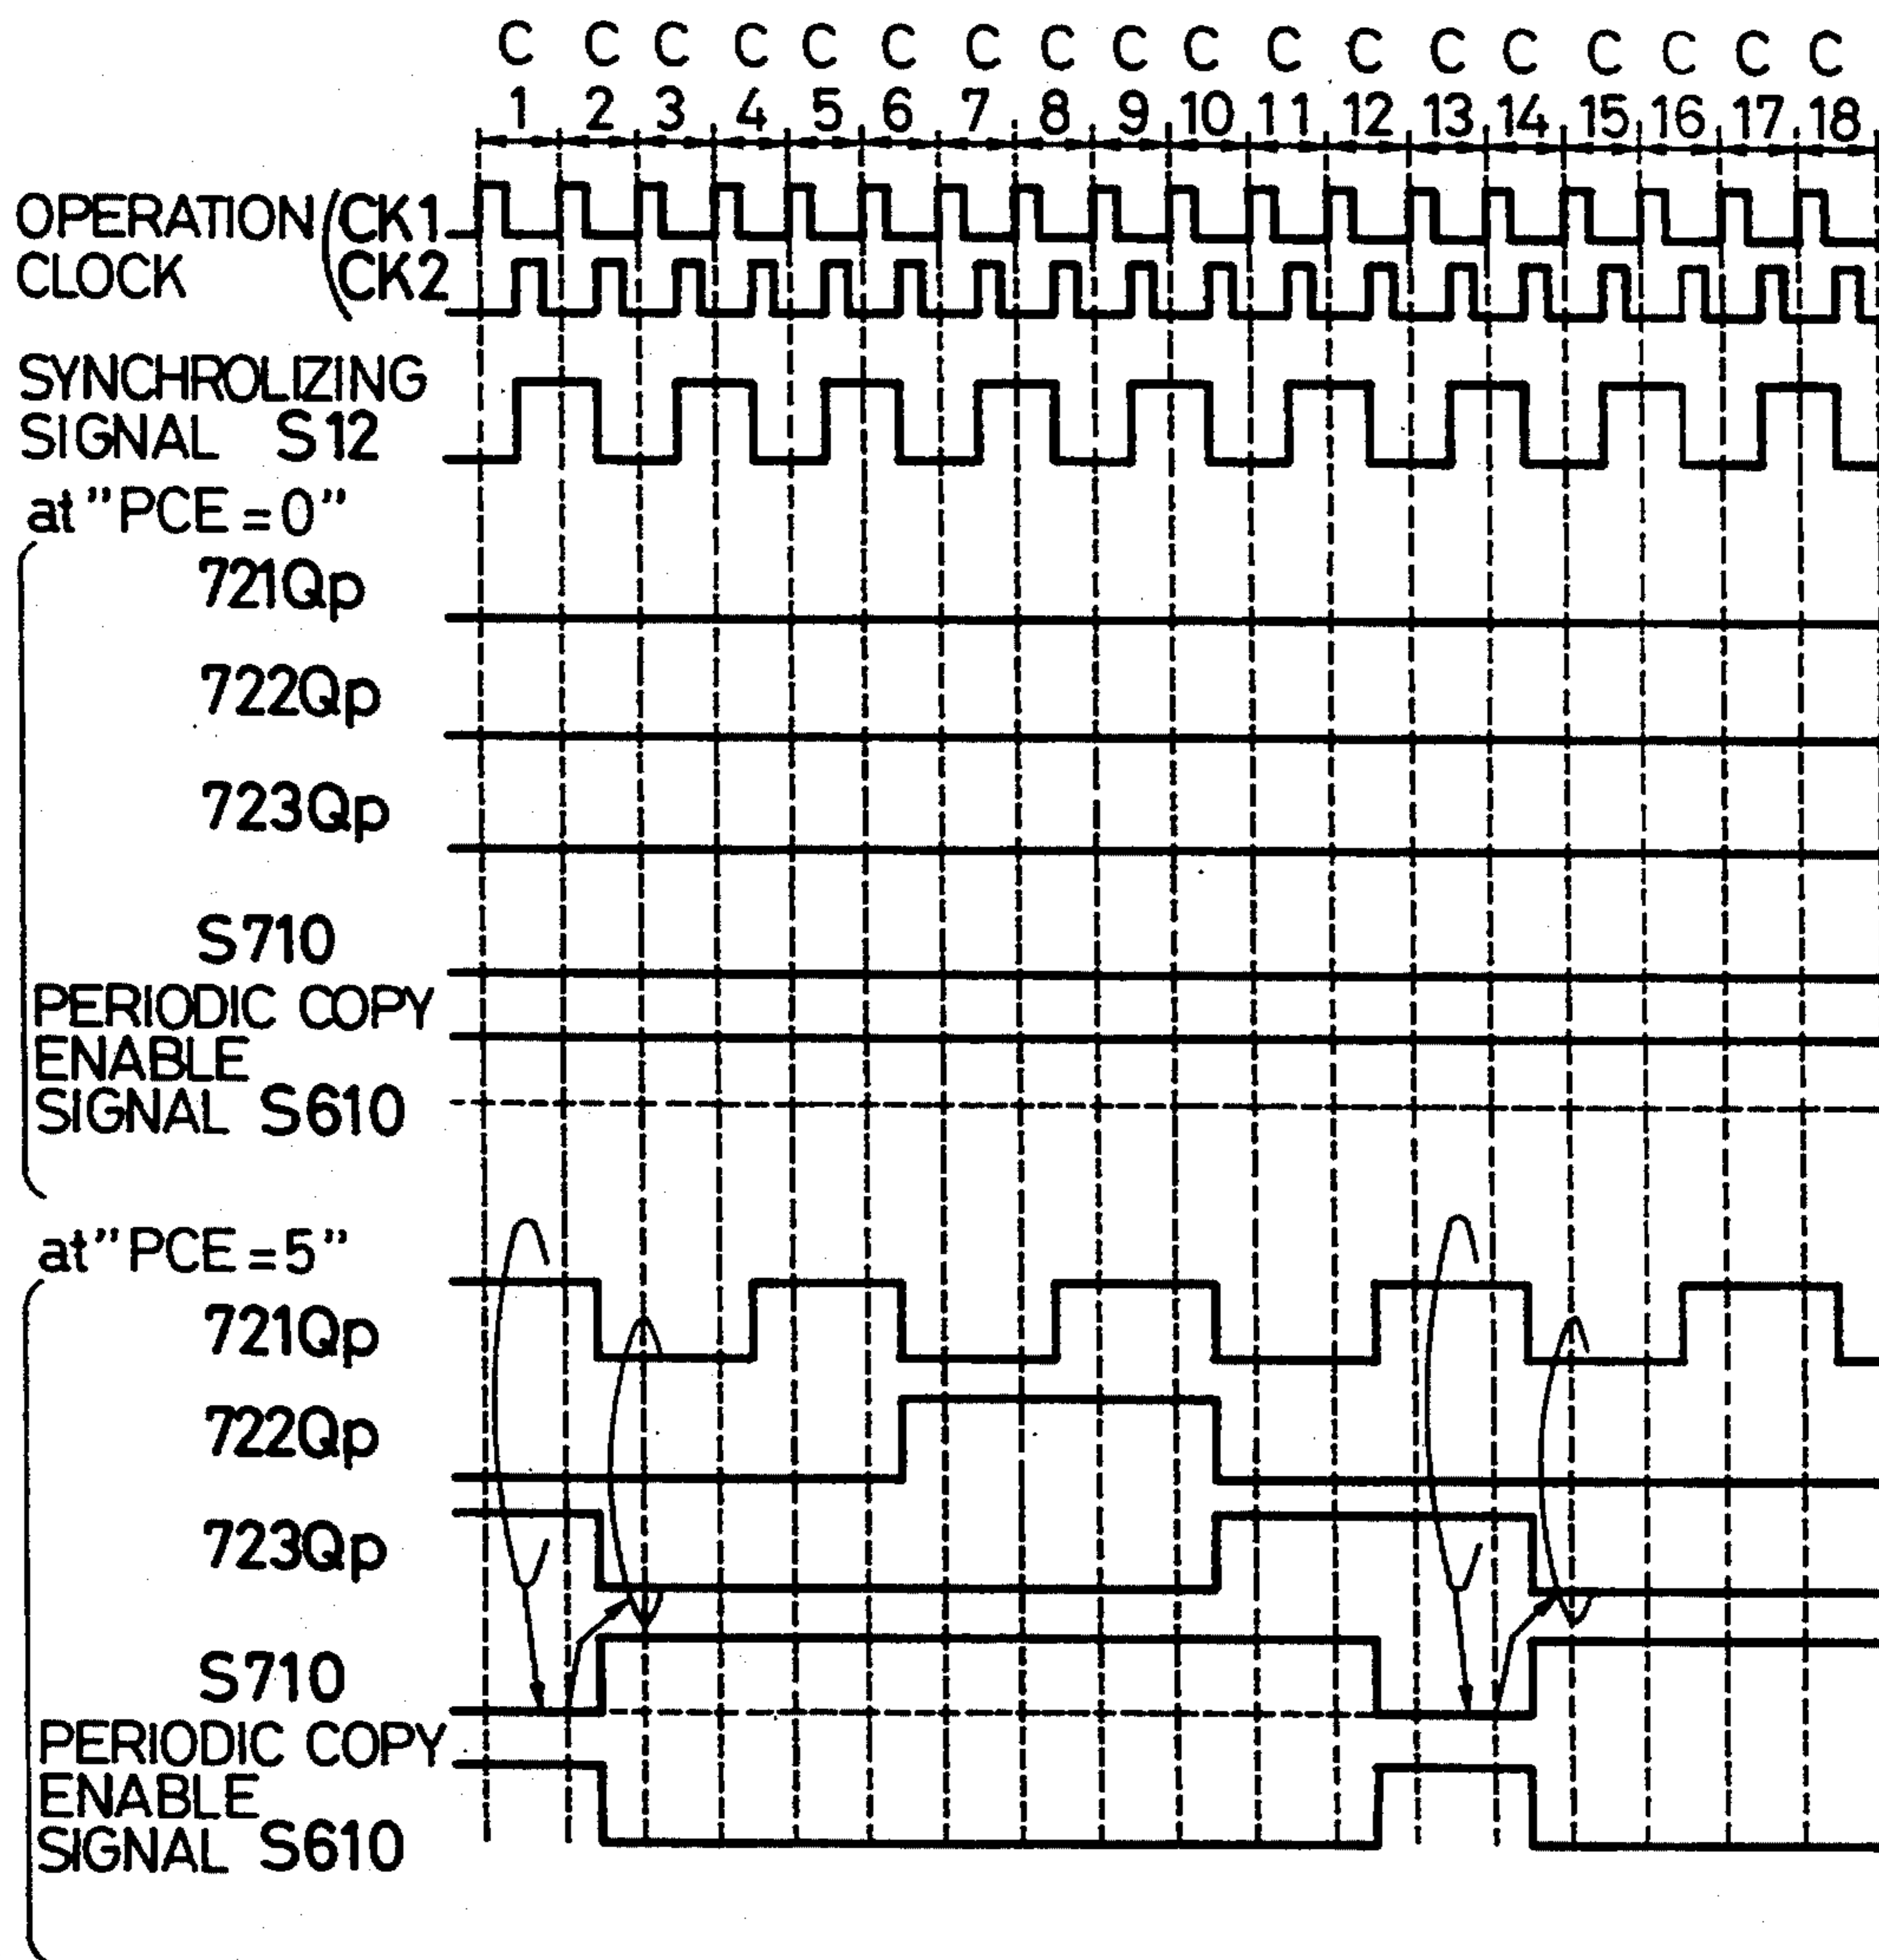 C C C C C C C C C C C C C C C C C C
1 2 3 4 5 6 7 8 9 10 11 12 13 14 15 16 17 18
OPERATION (CK1
CLOCK (CK2
SYNCHROLIZING
SIGNAL S12
at "PCE = 0"
721Qp
722Qp
723Qp
S710
PERIODIC COPY
ENABLE
SIGNAL S610
at "PCE = 5"
721Qp
722Qp
723Qp
S710
PERIODIC COPY
ENABLE
SIGNAL S610